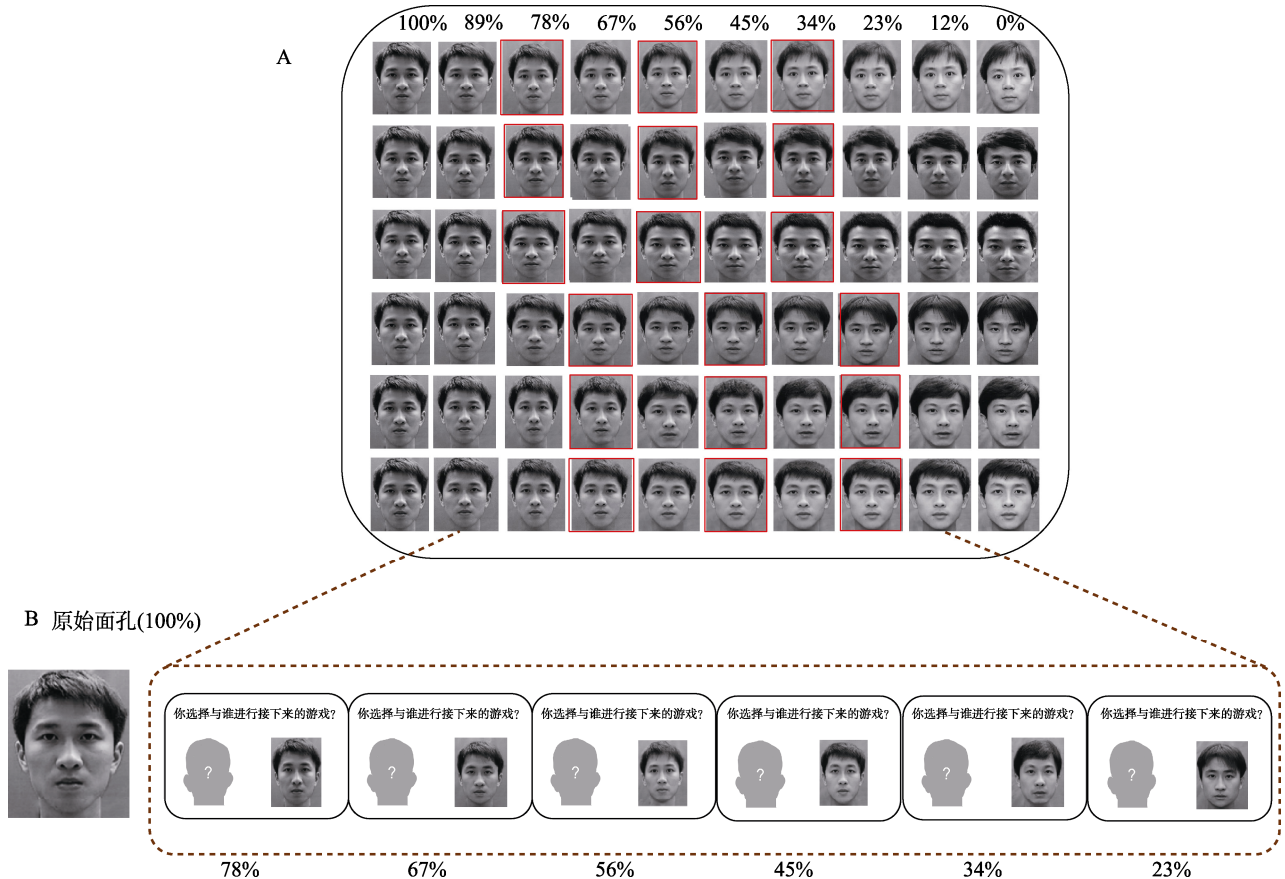 100% 89% 78% 67% 56% 45% 34% 23% 12% 0%
A
B 原始面孔(100%)
你选择与谁进行接下来的游戏? 你选择与谁进行接下来的游戏? 你选择与谁进行接下来的游戏? 你选择与谁进行接下来的游戏? 你选择与谁进行接下来的游戏? 你选择与谁进行接下来的游戏?
? ? ? ? ? ?
78% 67% 56% 45% 34% 23%